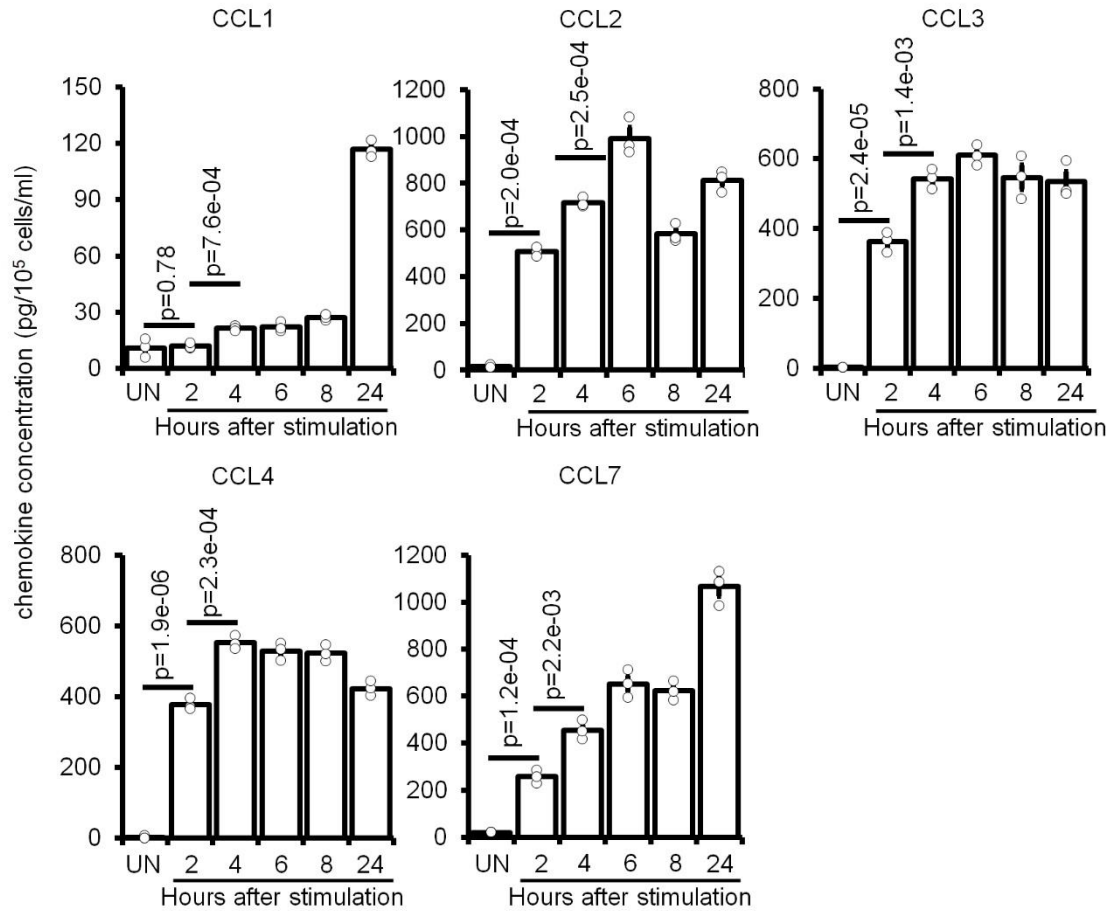 CCL1
CCL2
CCL3
chemokine concentration (pg/10⁵ cells/ml)
150
120
90
60
30
0
p=0.78
p=7.6e-04
UN 2 4 6 8 24
Hours after stimulation
1200
1000
800
600
400
200
0
p=2.0e-04
p=2.5e-04
UN 2 4 6 8 24
Hours after stimulation
800
600
400
200
0
p=2.4e-05
p=1.4e-03
UN 2 4 6 8 24
Hours after stimulation
CCL4
CCL7
800
600
400
200
0
p=1.9e-06
p=2.3e-04
UN 2 4 6 8 24
Hours after stimulation
1200
1000
800
600
400
200
0
p=1.2e-04
p=2.2e-03
UN 2 4 6 8 24
Hours after stimulation